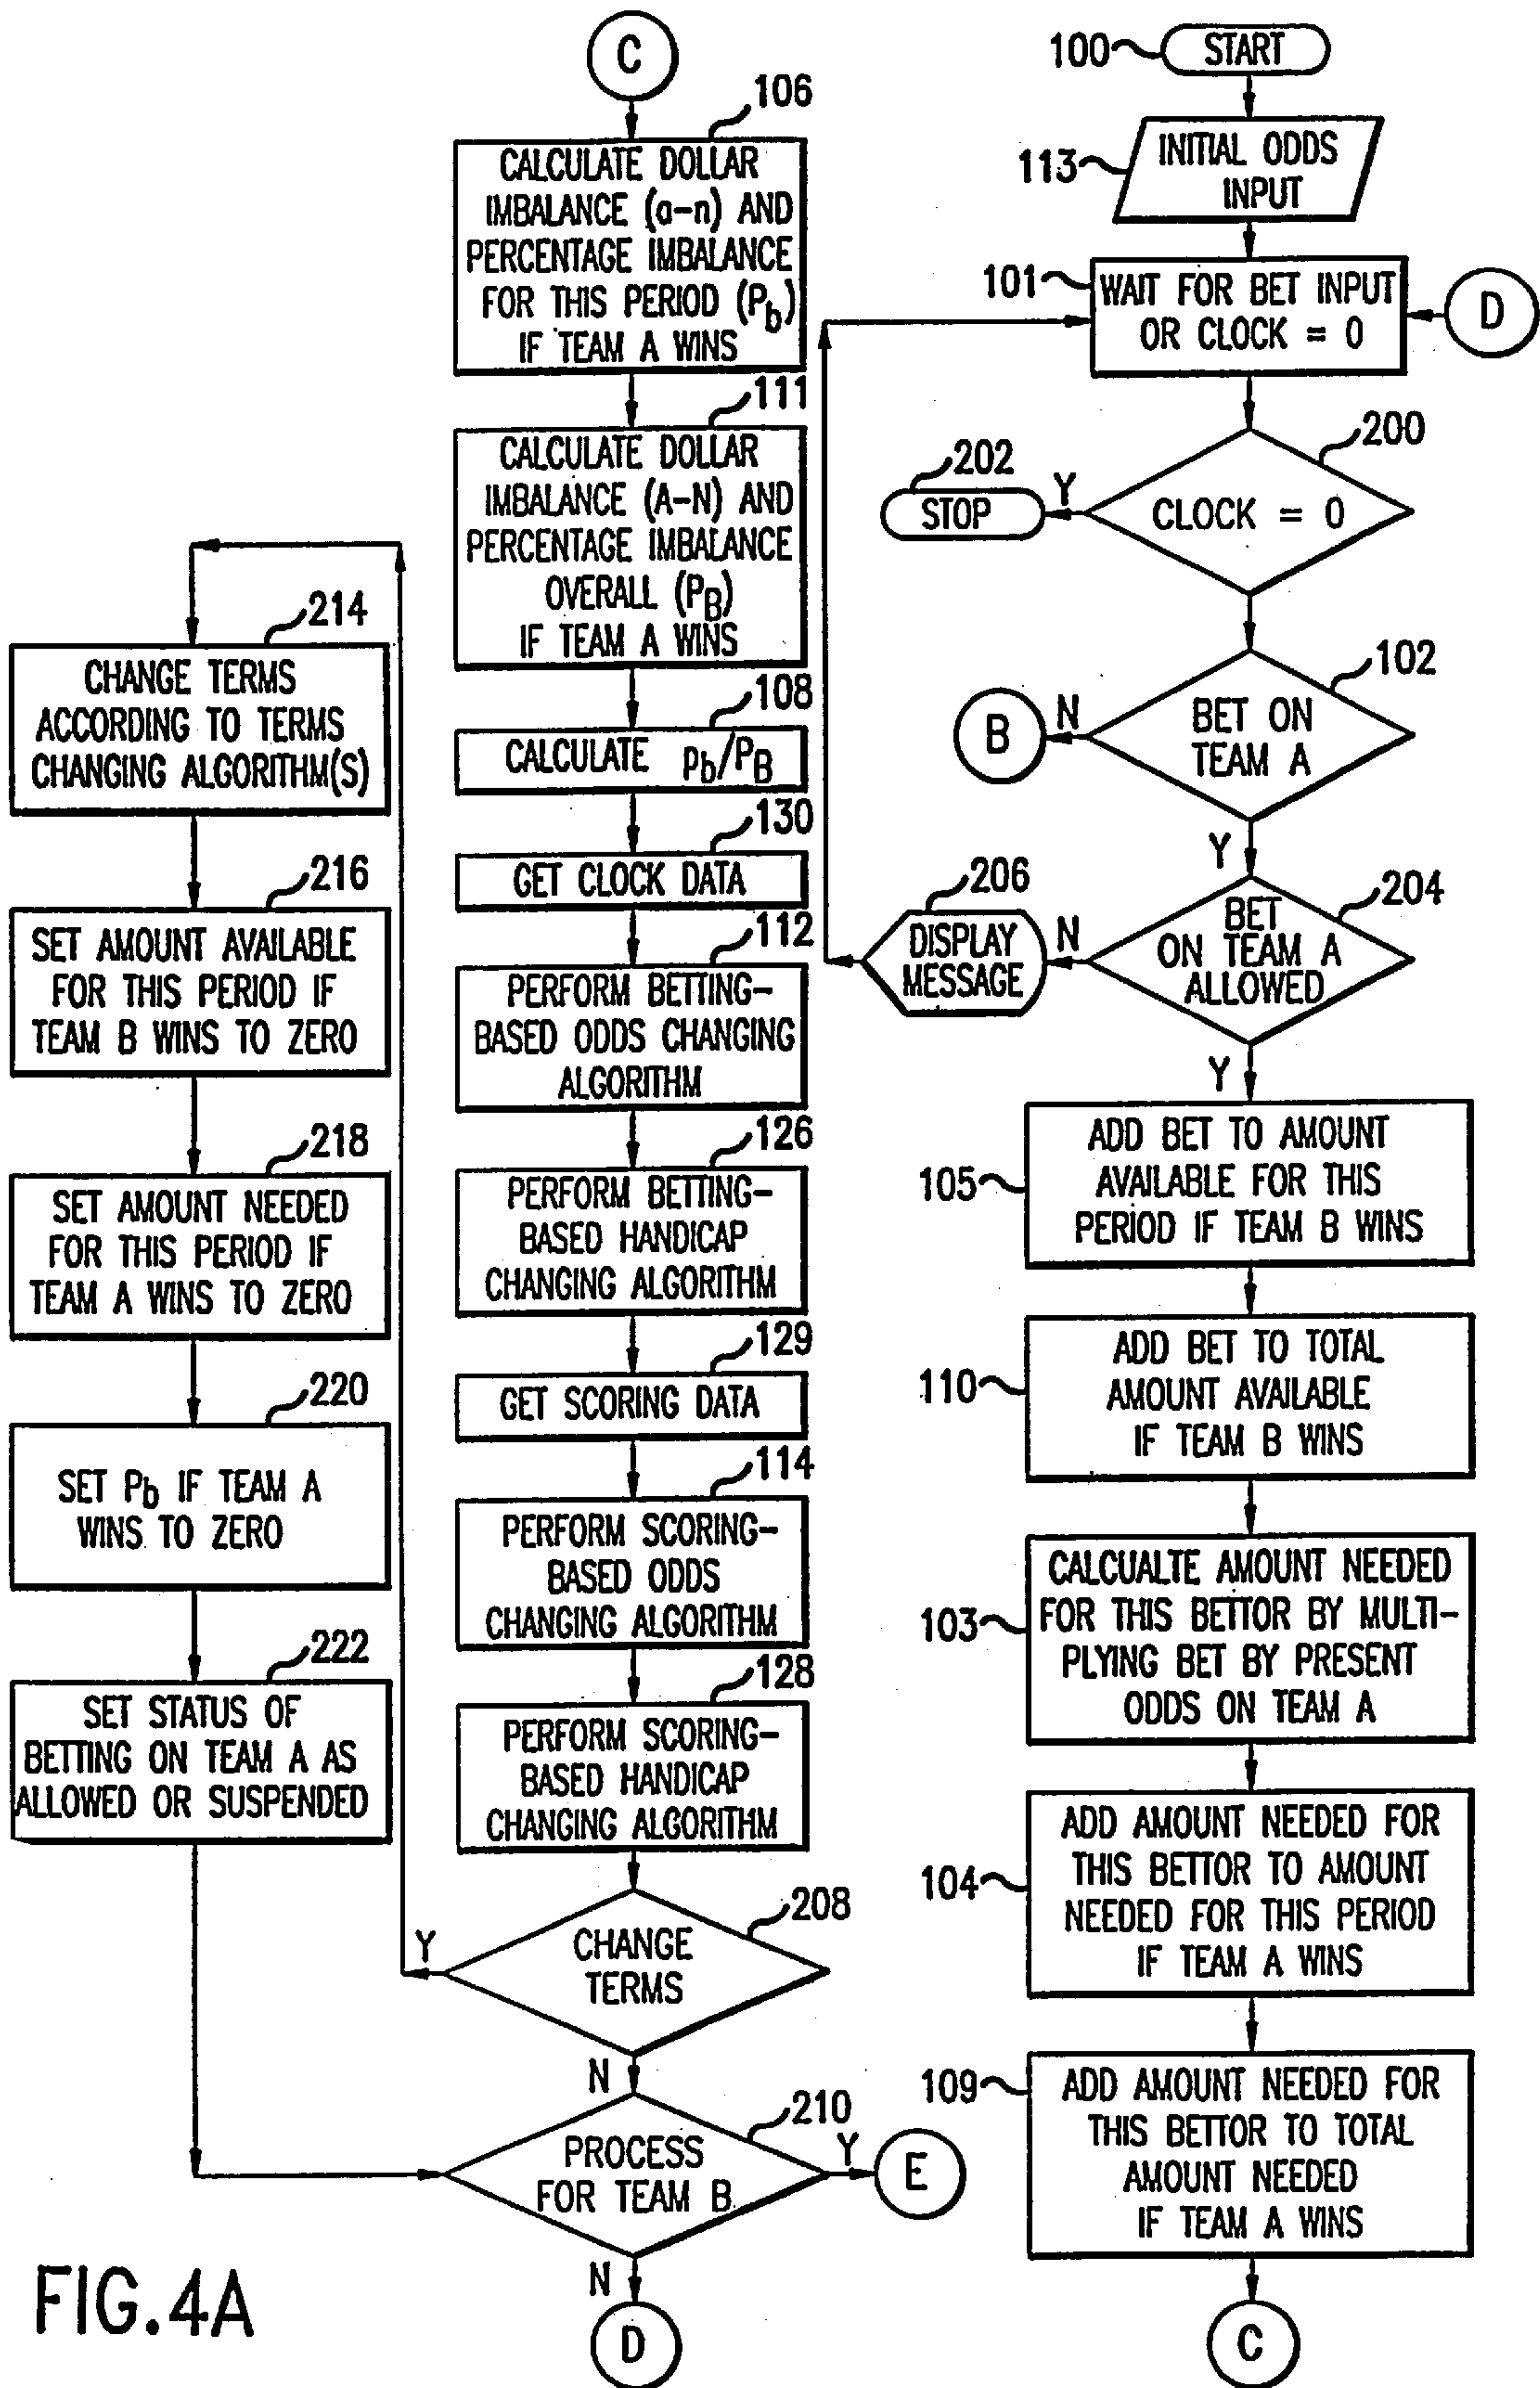 100
START
113
INITIAL ODDS
INPUT
101
WAIT FOR BET INPUT
OR CLOCK = 0
D
200
CLOCK = 0
Y
202
STOP
102
BET ON
TEAM A
N
B
Y
204
BET
ON TEAM A
ALLOWED
N
206
DISPLAY
MESSAGE
Y
105
ADD BET TO AMOUNT
AVAILABLE FOR THIS
PERIOD IF TEAM B WINS
110
ADD BET TO TOTAL
AMOUNT AVAILABLE
IF TEAM B WINS
103
CALCUALTE AMOUNT NEEDED
FOR THIS BETTOR BY MULTI-
PLYING BET BY PRESENT
ODDS ON TEAM A
104
ADD AMOUNT NEEDED FOR
THIS BETTOR TO AMOUNT
NEEDED FOR THIS PERIOD
IF TEAM A WINS
109
ADD AMOUNT NEEDED FOR
THIS BETTOR TO TOTAL
AMOUNT NEEDED
IF TEAM A WINS
C
C
106
CALCULATE DOLLAR
IMBALANCE (a-n) AND
PERCENTAGE IMBALANCE
FOR THIS PERIOD (Pb)
IF TEAM A WINS
111
CALCULATE DOLLAR
IMBALANCE (A-N) AND
PERCENTAGE IMBALANCE
OVERALL (PB)
IF TEAM A WINS
108
CALCULATE Pb/PB
130
GET CLOCK DATA
112
PERFORM BETTING-
BASED ODDS CHANGING
ALGORITHM
126
PERFORM BETTING-
BASED HANDICAP
CHANGING ALGORITHM
129
GET SCORING DATA
114
PERFORM SCORING-
BASED ODDS
CHANGING ALGORITHM
128
PERFORM SCORING-
BASED HANDICAP
CHANGING ALGORITHM
208
CHANGE
TERMS
Y
N
210
PROCESS
FOR TEAM B
Y
E
N
D
214
CHANGE TERMS
ACCORDING TO TERMS
CHANGING ALGORITHM(S)
216
SET AMOUNT AVAILABLE
FOR THIS PERIOD IF
TEAM B WINS TO ZERO
218
SET AMOUNT NEEDED
FOR THIS PERIOD IF
TEAM A WINS TO ZERO
220
SET Pb IF TEAM A
WINS TO ZERO
222
SET STATUS OF
BETTING ON TEAM A AS
ALLOWED OR SUSPENDED
FIG.4A